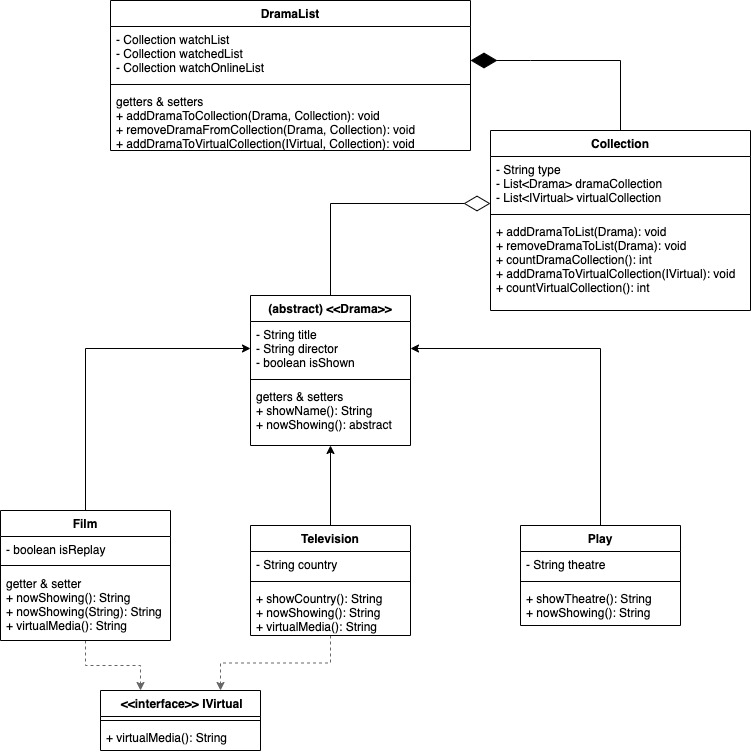 DramaList
- Collection watchList
- Collection watchedList
- Collection watchOnlineList
getters & setters
+ addDramaToCollection(Drama, Collection): void
+ removeDramaFromCollection(Drama, Collection): void
+ addDramaToVirtualCollection(IVirtual, Collection): void
Collection
- String type
- List<Drama> dramaCollection
- List<IVirtual> virtualCollection
+ addDramaToList(Drama): void
+ removeDramaToList(Drama): void
+ countDramaCollection(): int
+ addDramaToVirtualCollection(IVirtual): void
+ countVirtualCollection(): int
(abstract) <<Drama>>
- String title
- String director
- boolean isShown
getters & setters
+ showName(): String
+ nowShowing(): abstract
Film
- boolean isReplay
getter & setter
+ nowShowing(): String
+ nowShowing(String): String
+ virtualMedia(): String
Television
- String country
+ showCountry(): String
+ nowShowing(): String
+ virtualMedia(): String
Play
- String theatre
+ showTheatre(): String
+ nowShowing(): String
<<interface>> IVirtual
+ virtualMedia(): String